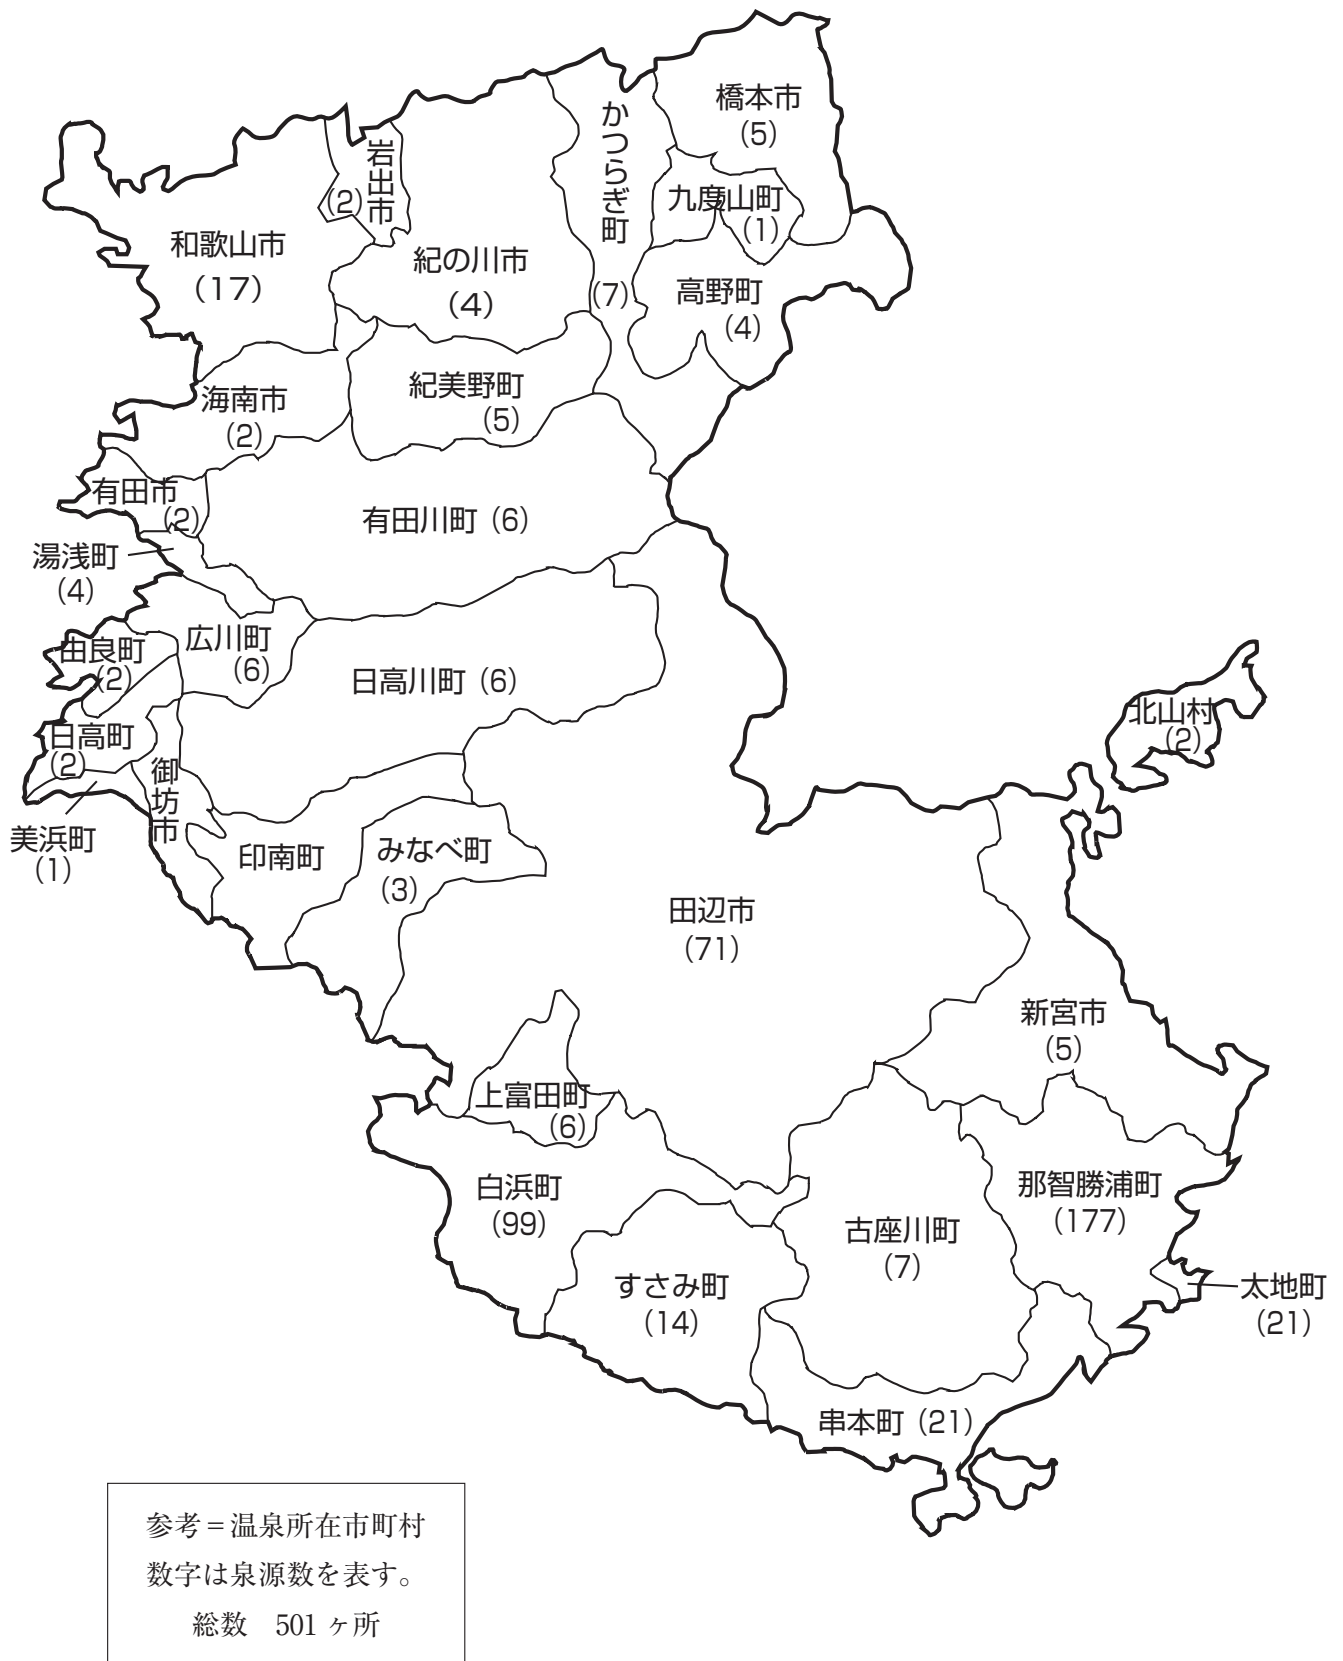 橋本市
(5)
かつらぎ町
(7)
岩出市
(2)
九度山町
(1)
和歌山市
(17)
紀の川市
(4)
高野町
(4)
海南市
(2)
紀美野町
(5)
有田市
(2)
有田川町 (6)
湯浅町
(4)
広川町
(6)
由良町
(2)
日高川町 (6)
北山村
(2)
日高町
(2)
御坊市
美浜町
(1)
印南町
みなべ町
(3)
田辺市
(71)
新宮市
(5)
上富田町
(6)
白浜町
(99)
那智勝浦町
(177)
古座川町
(7)
すさみ町
(14)
太地町
(21)
串本町 (21)
参考=温泉所在市町村
数字は泉源数を表す。
総数 501 ヶ所